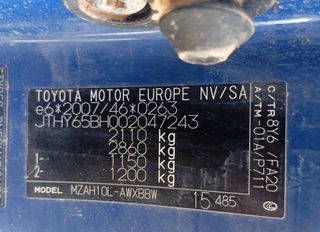 TOYOTA MOTOR EUROPE NV/SA
e6*2007/46*0263
JTHY65BH002047243
2110 kg
2860 kg
1- 1150 kg
2- 1200 kg
MODEL MZAH10L-AWXBBW
15 485
C/TR 8Y6 /FA20
A/TM -01A/P711